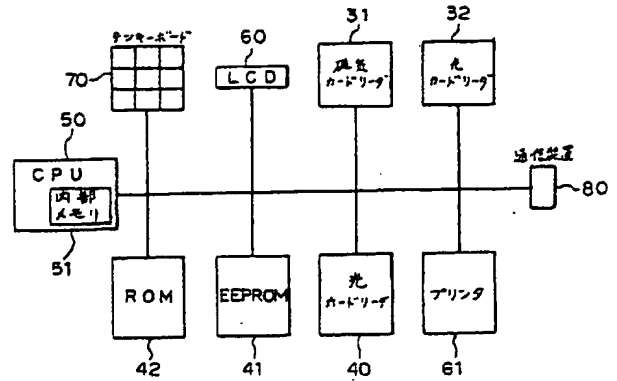 テンキーボード
70
60
LCD
31
磁気
カードリーダ
32
光
カードリーダ
50
CPU
内部
メモリ
51
通信装置
80
ROM
42
EEPROM
41
光
カードリーダ
40
プリンタ
61